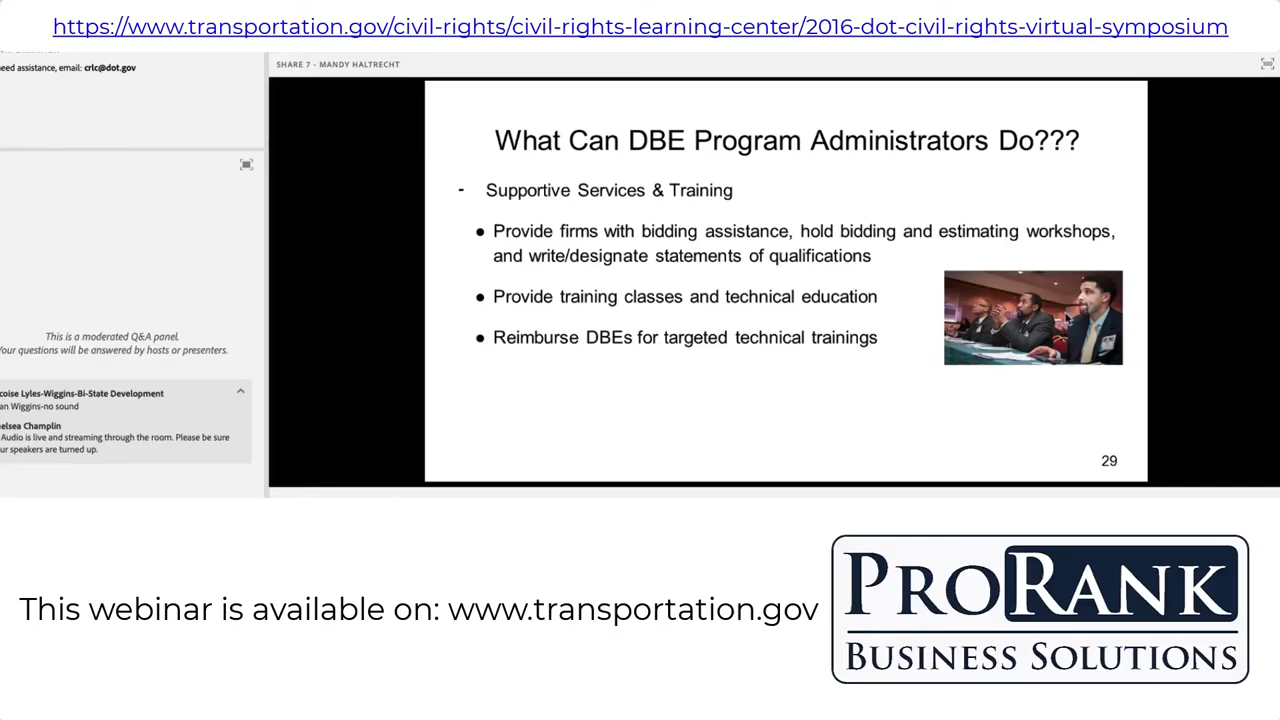 https://www.transportation.gov/civil-rights/civil-rights-learning-center/2016-dot-civil-rights-virtual-symposium
need assistance, email: crlc@dot.gov
SHARE 7 - MANDY HALTRECHT
What Can DBE Program Administrators Do???
- Supportive Services & Training
● Provide firms with bidding assistance, hold bidding and estimating workshops,
and write/designate statements of qualifications
● Provide training classes and technical education
● Reimburse DBEs for targeted technical trainings
29
This is a moderated Q&A panel.
Your questions will be answered by hosts or presenters.
coise Lyles-Wiggins-Bi-State Development
an Wiggins-no sound
elsea Champlin
Audio is live and streaming through the room. Please be sure
ur speakers are turned up.
This webinar is available on: www.transportation.gov
PRORANK
BUSINESS SOLUTIONS